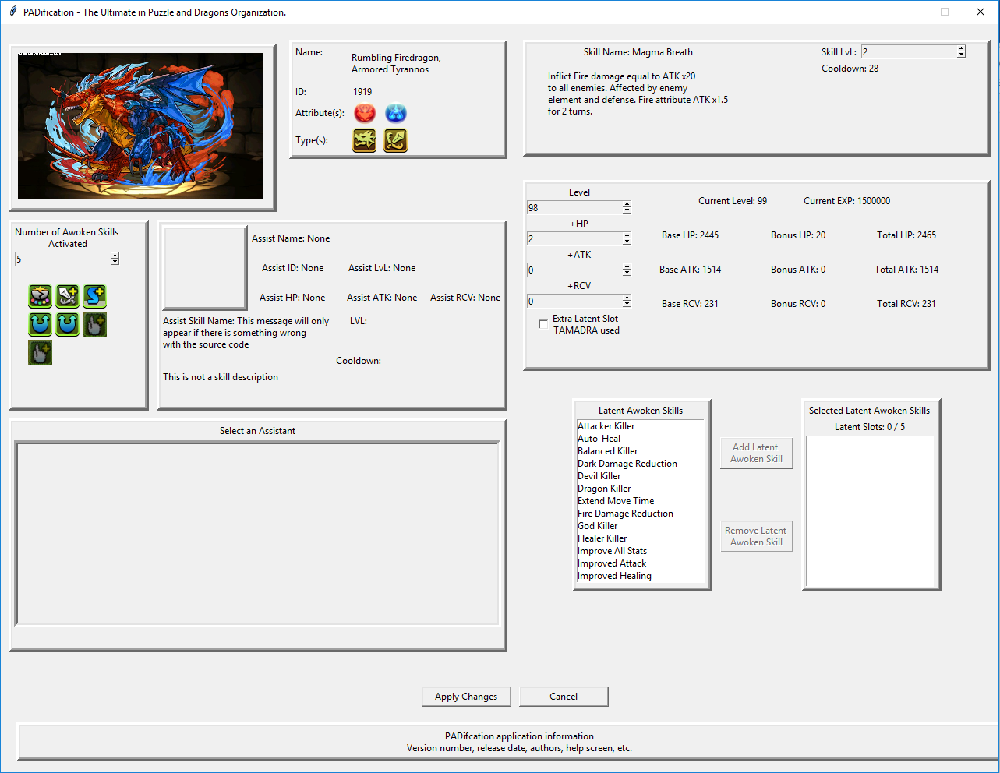 PADification - The Ultimate in Puzzle and Dragons Organization.
Name:
Rumbling Firedragon,
Armored Tyrannos
ID:
1919
Attribute(s):
Type(s):
Skill Name: Magma Breath
Skill LvL:
2
Cooldown: 28
Inflict Fire damage equal to ATK x20
to all enemies. Affected by enemy
element and defense. Fire attribute ATK x1.5
for 2 turns.
Number of Awoken Skills
Activated
5
Assist Name: None
Assist ID: None
Assist LvL: None
Assist HP: None
Assist ATK: None
Assist RCV: None
Assist Skill Name: This message will only
appear if there is something wrong
with the source code
LVL:
Cooldown:
This is not a skill description
Level
98
Current Level: 99
Current EXP: 1500000
+HP
2
Base HP: 2445
Bonus HP: 20
Total HP: 2465
+ATK
0
Base ATK: 1514
Bonus ATK: 0
Total ATK: 1514
+RCV
0
Base RCV: 231
Bonus RCV: 0
Total RCV: 231
Extra Latent Slot
TAMADRA used
Select an Assistant
Latent Awoken Skills
Attacker Killer
Auto-Heal
Balanced Killer
Dark Damage Reduction
Devil Killer
Dragon Killer
Extend Move Time
Fire Damage Reduction
God Killer
Healer Killer
Improve All Stats
Improved Attack
Improved Healing
Add Latent
Awoken Skill
Remove Latent
Awoken Skill
Selected Latent Awoken Skills
Latent Slots: 0 / 5
Apply Changes
Cancel
PADifcation application information
Version number, release date, authors, help screen, etc.